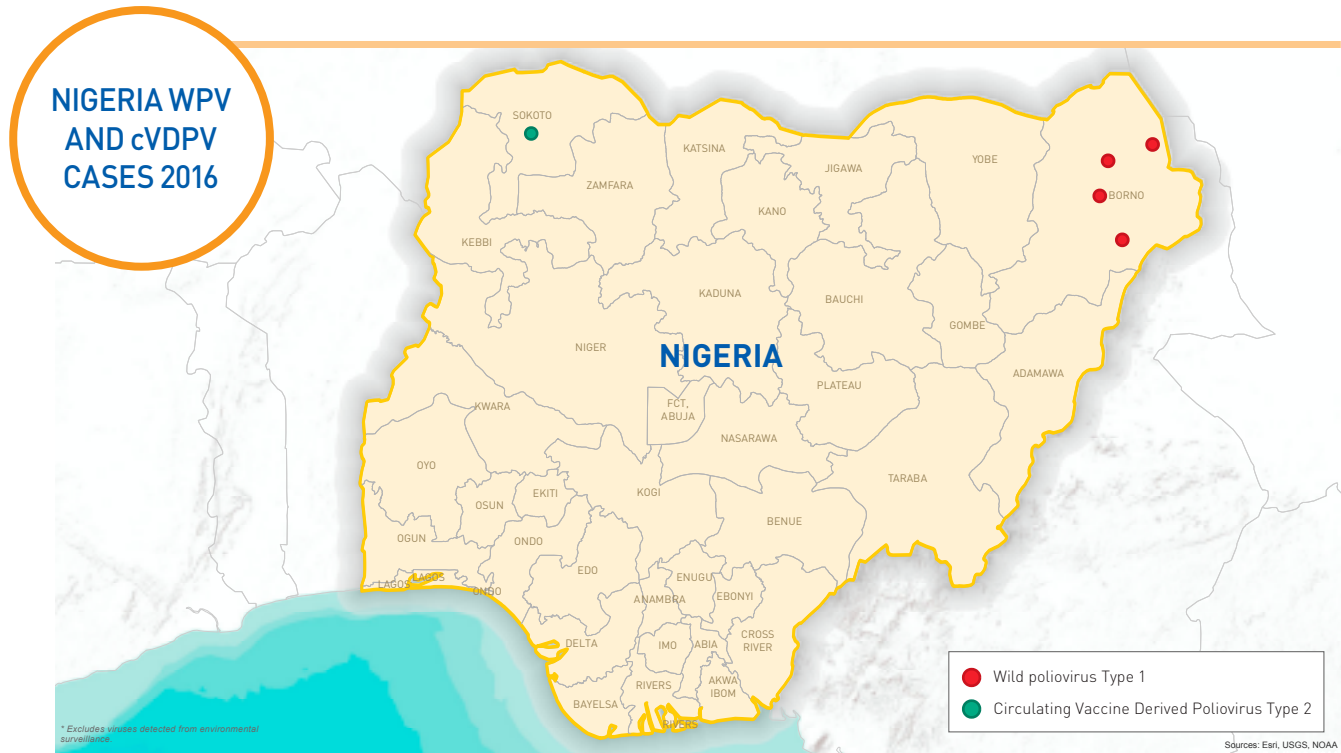 NIGERIA WPV
AND cVDPV
CASES 2016
SOKOTO
KATSINA
JIGAWA
YOBE
BORNO
ZAMFARA
KANO
KEBBI
KADUNA
BAUCHI
GOMBE
NIGER
NIGERIA
ADAMAWA
PLATEAU
FCT,
ABUJA
KWARA
NASARAWA
OYO
TARABA
OSUN
EKITI
KOGI
BENUE
OGUN
ONDO
EDO
ENUGU
LAGOS
LAGOS
ONDO
ANAMBRA
EBONYI
DELTA
IMO
ABIA
CROSS
RIVER
RIVERS
AKWA
IBOM
BAYELSA
RIVERS
Wild poliovirus Type 1
Circulating Vaccine Derived Poliovirus Type 2
* Excludes viruses detected from environmental
surveillance
Sources: Esri, USGS, NOAA